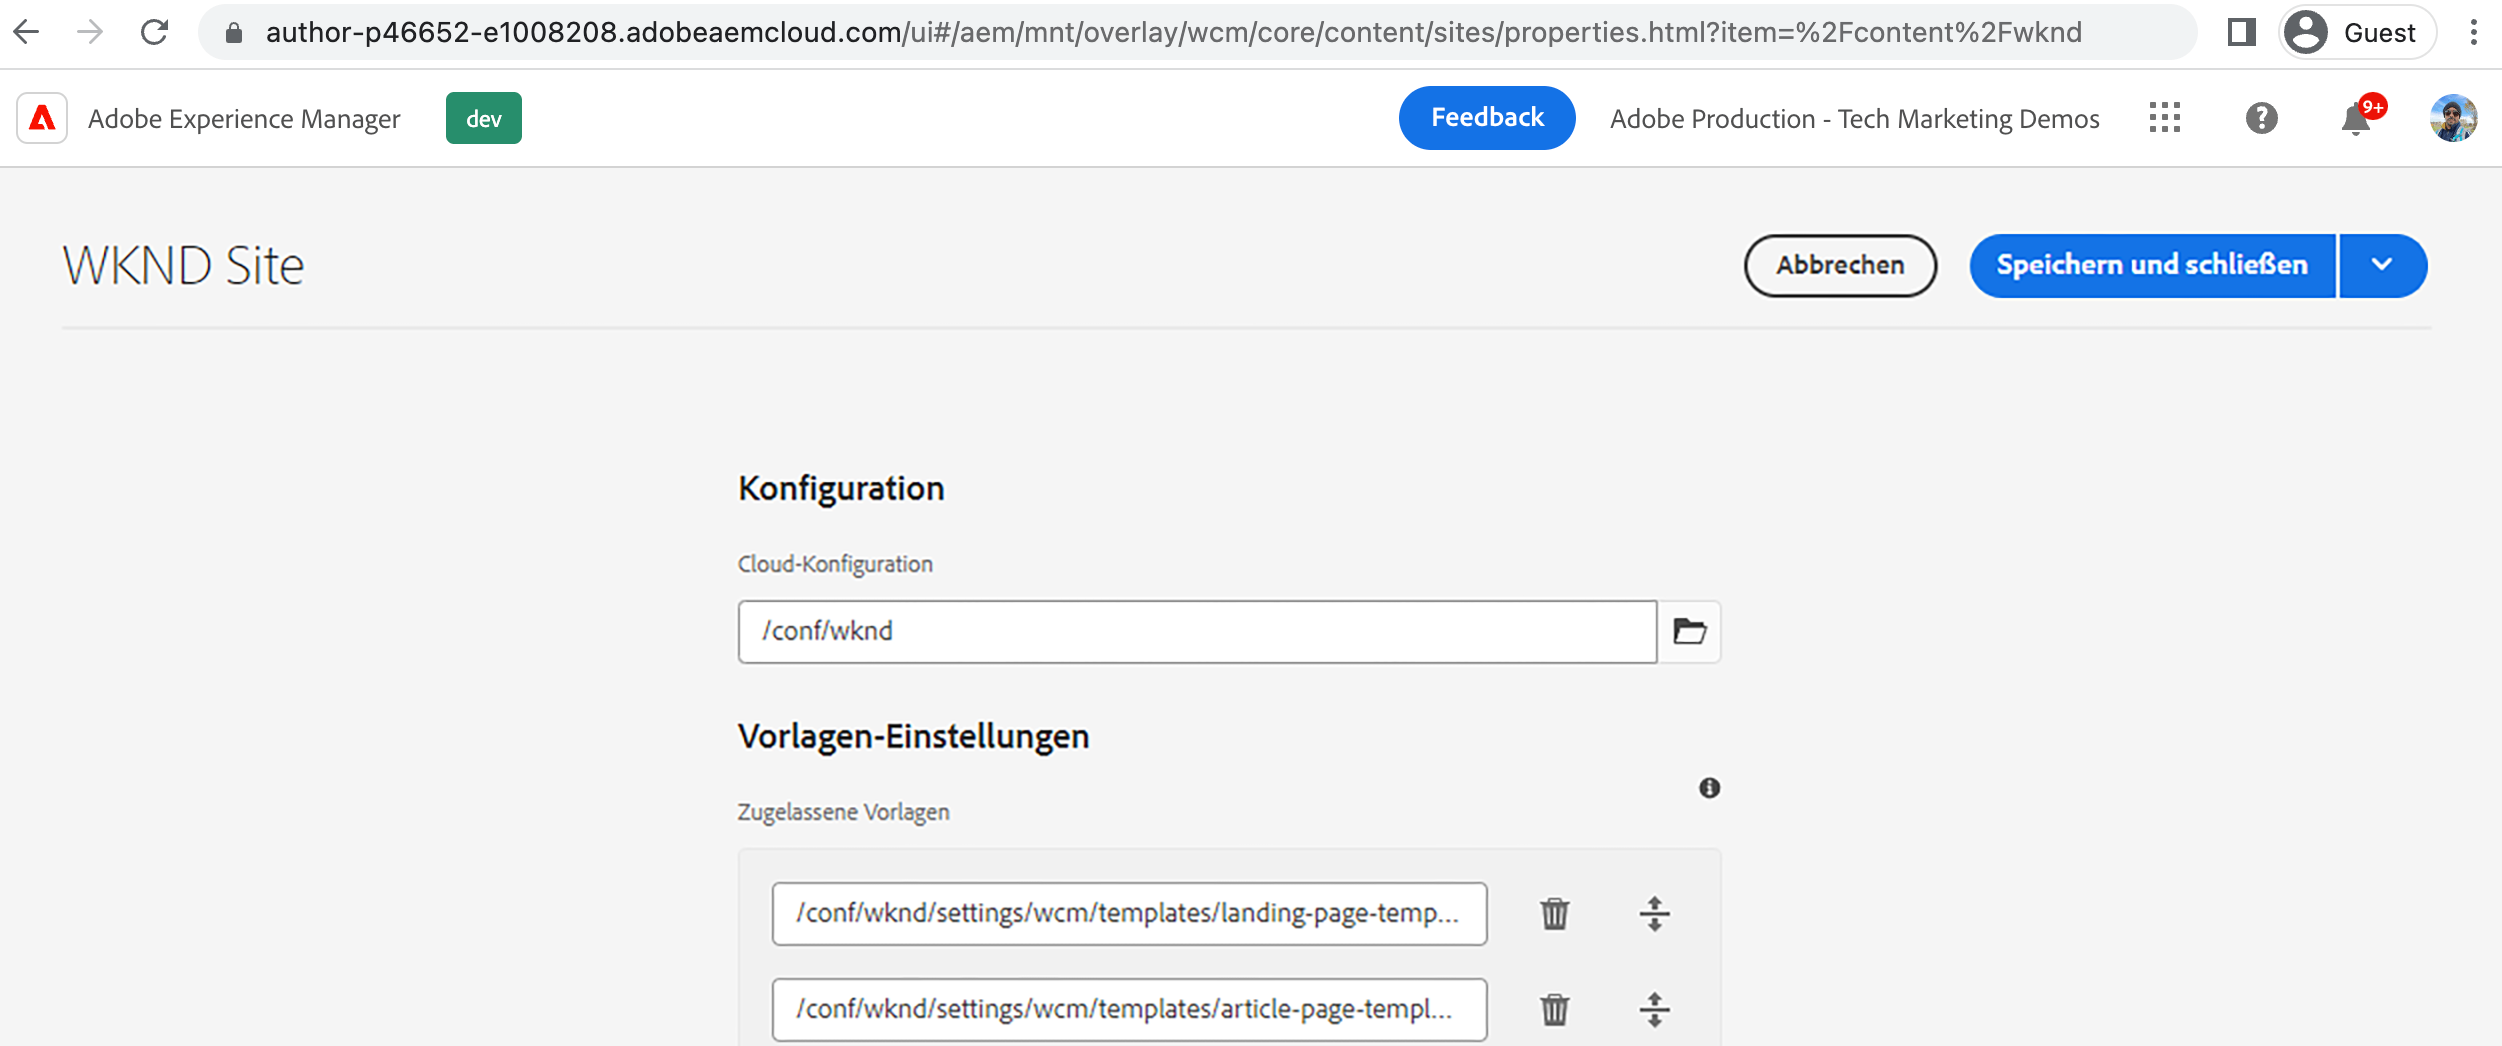 author-p46652-e1008208.adobeaemcloud.com/ui#/aem/mnt/overlay/wcm/core/content/sites/properties.html?item=%2Fcontent%2Fwknd
Guest
Adobe Experience Manager
dev
Feedback
Adobe Production - Tech Marketing Demos
9+
WKND Site
Abbrechen
Speichern und schließen
Konfiguration
Cloud-Konfiguration
/conf/wknd
Vorlagen-Einstellungen
Zugelassene Vorlagen
/conf/wknd/settings/wcm/templates/landing-page-temp...
/conf/wknd/settings/wcm/templates/article-page-templ...